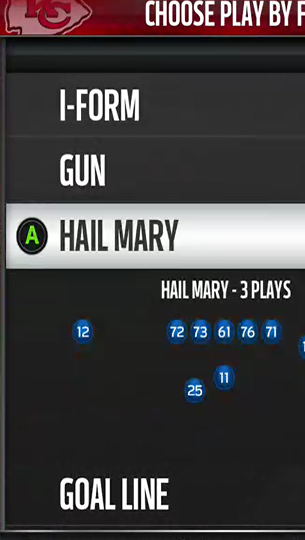 KC
CHOOSE PLAY BY F
I-FORM
GUN
A HAIL MARY
HAIL MARY - 3 PLAYS
12 72 73 61 76 71
11
25
GOAL LINE